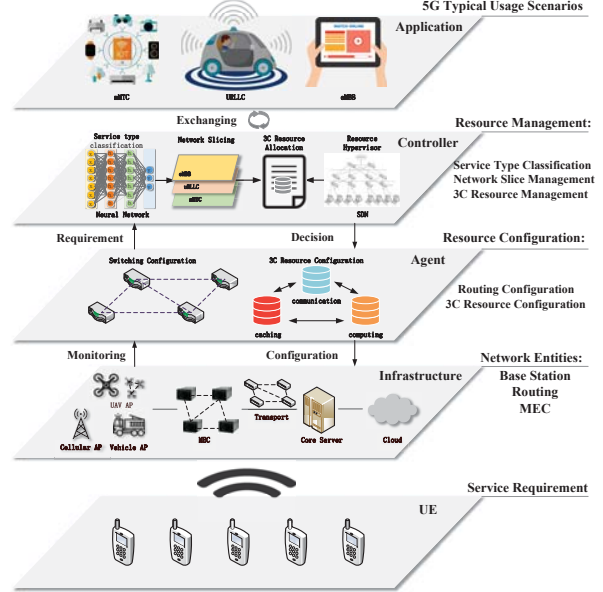 5G Typical Usage Scenarios
Application
mMTC
URLLC
eMBB
Exchanging
Resource Management:
Controller
Service type
classification
Network Slicing
3C Resource
Allocation
Resource
Hypervisor
eMBB
uRLLC
mMTC
Neural Network
SDN
Service Type Classification
Network Slice Management
3C Resource Management
Requirement
Decision
Resource Configuration:
Agent
Switching Configuration
3C Resource Configuration
communication
caching
computing
Routing Configuration
3C Resource Configuration
Monitoring
Configuration
Network Entities:
Infrastructure
Base Station
Routing
MEC
UAV AP
Cellular AP
Vehicle AP
MEC
Transport
Core Server
Cloud
Service Requirement
UE